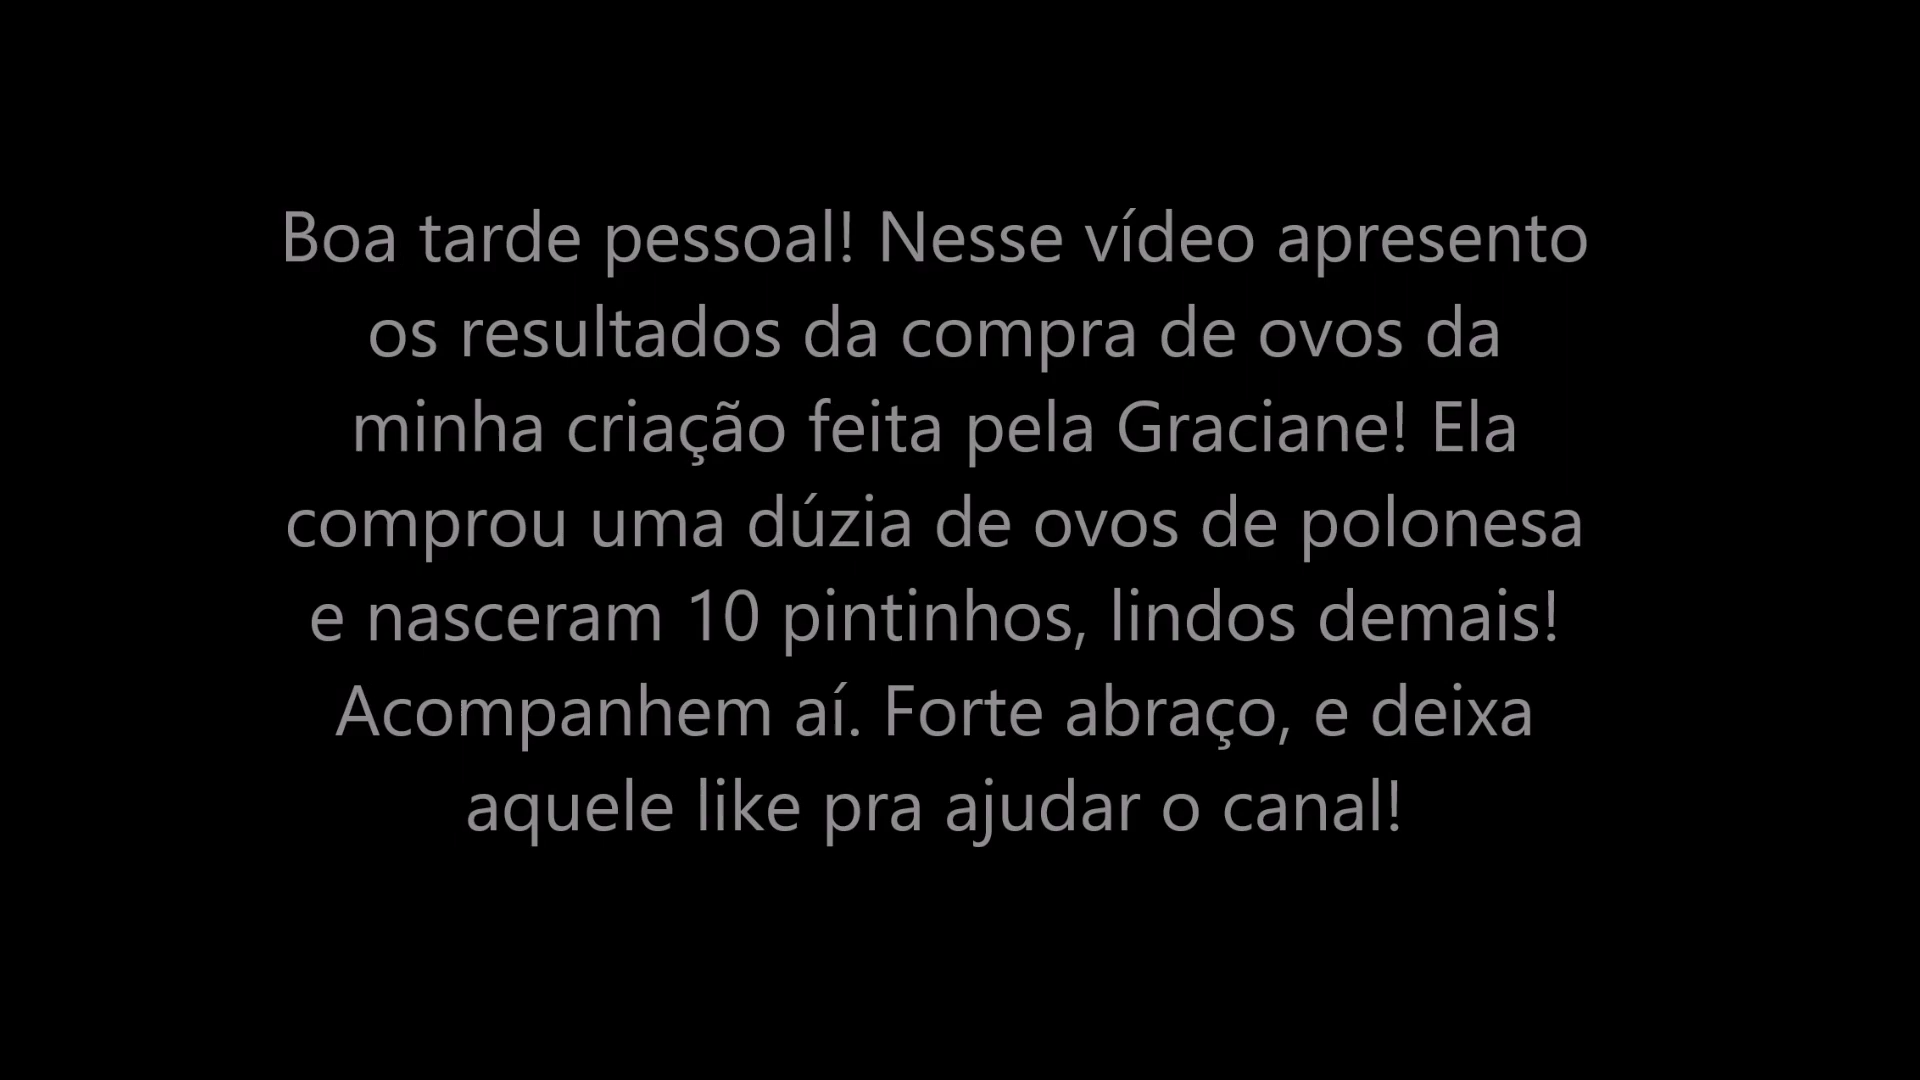 Boa tarde pessoal! Nesse vídeo apresento
os resultados da compra de ovos da
minha criação feita pela Graciane! Ela
comprou uma dúzia de ovos de polonesa
e nasceram 10 pintinhos, lindos demais!
Acompanhem aí. Forte abraço, e deixa
aquele like pra ajudar o canal!